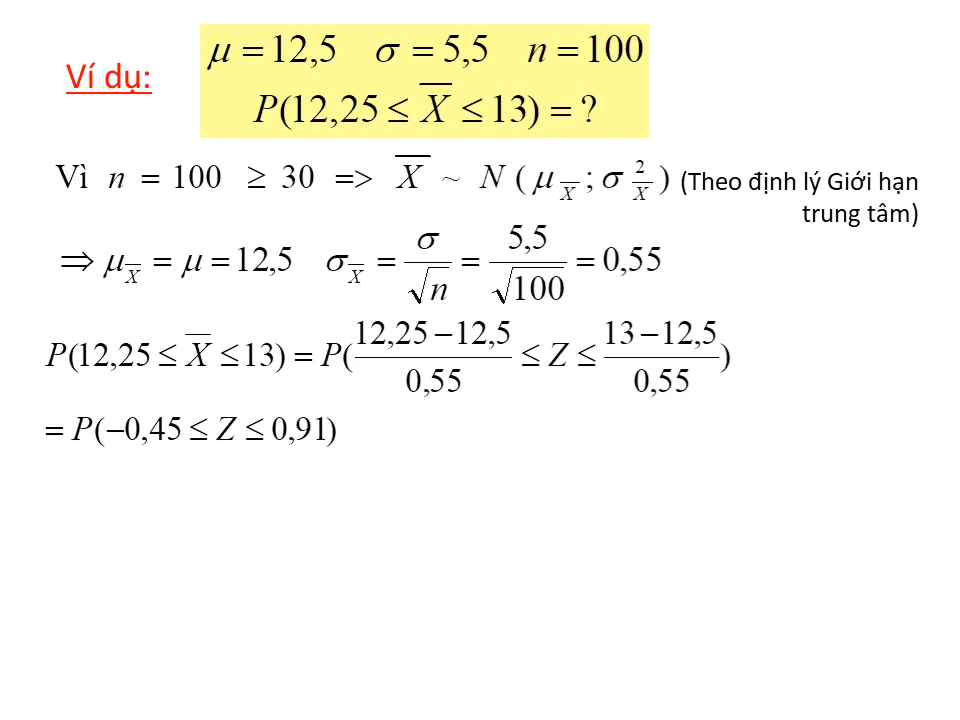 Ví dụ:
μ = 12,5 σ = 5,5 n = 100
P(12,25 ≤ X̄ ≤ 13) = ?
Vì n = 100 ≥ 30 => X̄ ~ N ( μ_X̄ ; σ²_X̄ ) (Theo định lý Giới hạn
trung tâm)
⇒ μ_X̄ = μ = 12,5 σ_X̄ = σ/√n = 5,5/√100 = 0,55
P(12,25 ≤ X̄ ≤ 13) = P((12,25 − 12,5)/0,55 ≤ Z ≤ (13 − 12,5)/0,55)
= P(−0,45 ≤ Z ≤ 0,91)